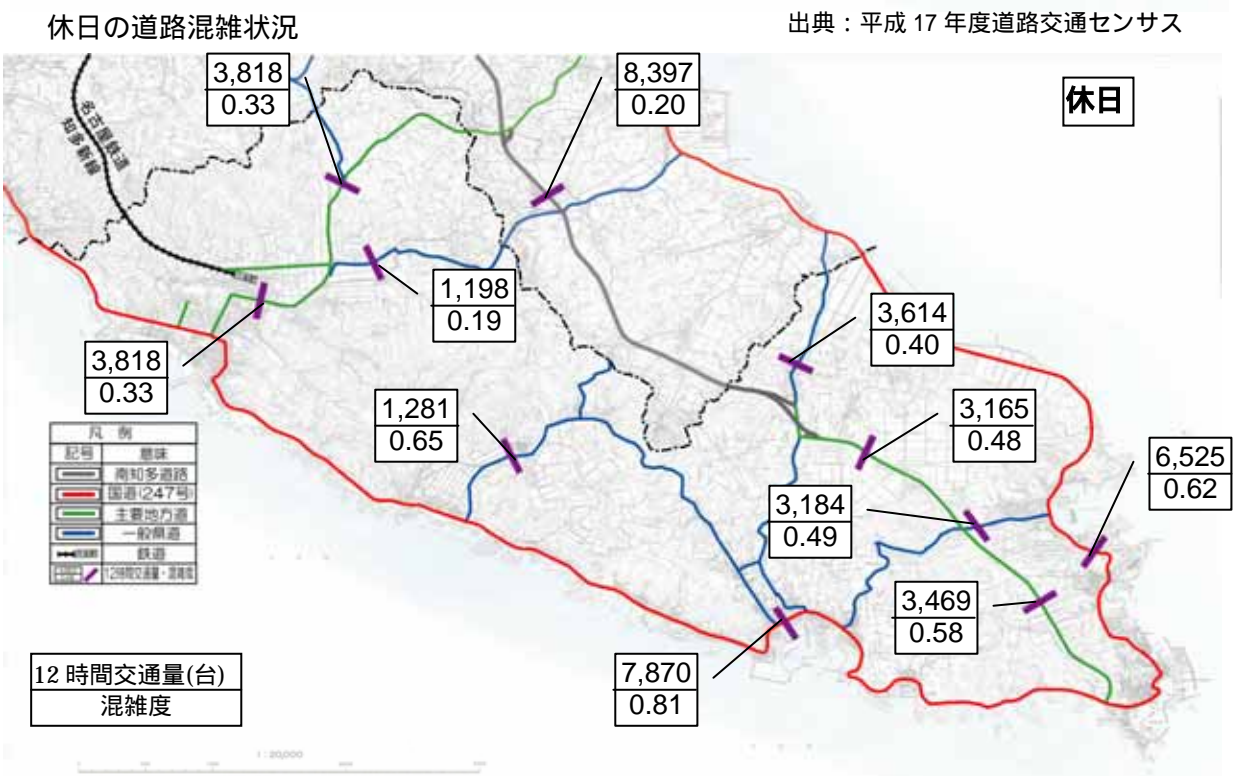 休日の道路混雑状況
出典：平成 17 年度道路交通センサス
休日
3,818
0.33
8,397
0.20
名古屋鉄道
知多新線
1,198
0.19
3,614
0.40
3,818
0.33
1,281
0.65
3,165
0.48
6,525
0.62
3,184
0.49
3,469
0.58
7,870
0.81
凡 例
記号 意味
南知多道路
国道(247号)
主要地方道
一般県道
鉄道
12時間交通量・混雑度
12 時間交通量(台)
混雑度
1:20,000